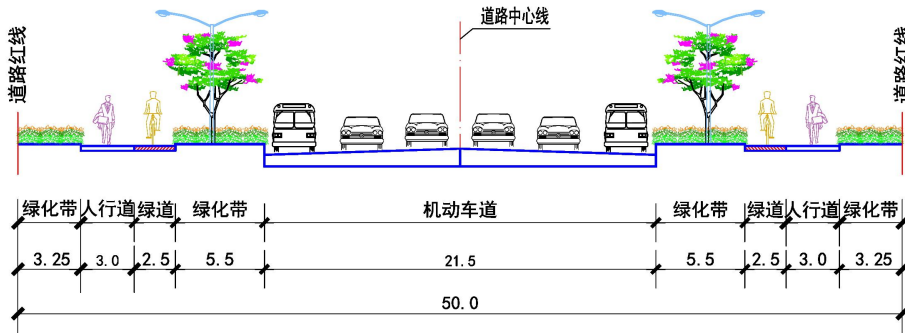 道路中心线
道路红线
道路红线
绿化带 人行道 绿道 绿化带 机动车道 绿化带 绿道 人行道 绿化带
3.25 3.0 2.5 5.5 21.5 5.5 2.5 3.0 3.25
50.0